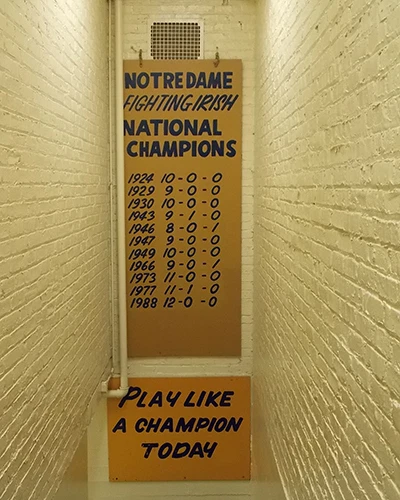 NOTRE DAME
FIGHTING IRISH
NATIONAL
CHAMPIONS
1924 10-0-0
1929 9-0-0
1930 10-0-0
1943 9-1-0
1946 8-0-1
1947 9-0-0
1949 10-0-0
1966 9-0-1
1973 11-0-0
1977 11-1-0
1988 12-0-0
PLAY LIKE
A CHAMPION
TODAY